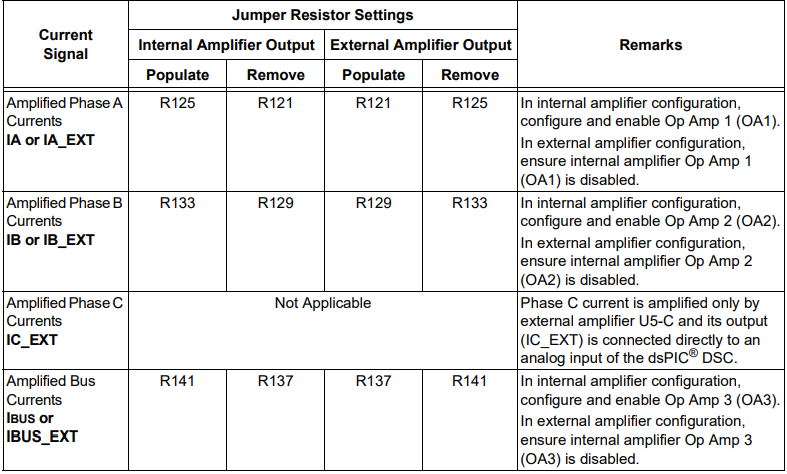 Current
Signal
Jumper Resistor Settings
Internal Amplifier Output
External Amplifier Output
Populate
Remove
Populate
Remove
Remarks
Amplified Phase A
Currents
IA or IA_EXT
R125
R121
R121
R125
In internal amplifier configuration,
configure and enable Op Amp 1 (OA1).
In external amplifier configuration,
ensure internal amplifier Op Amp 1
(OA1) is disabled.
Amplified Phase B
Currents
IB or IB_EXT
R133
R129
R129
R133
In internal amplifier configuration,
configure and enable Op Amp 2 (OA2).
In external amplifier configuration,
ensure internal amplifier Op Amp 2
(OA2) is disabled.
Amplified Phase C
Currents
IC_EXT
Not Applicable
Phase C current is amplified only by
external amplifier U5-C and its output
(IC_EXT) is connected directly to an
analog input of the dsPIC® DSC.
Amplified Bus
Currents
IBUS or
IBUS_EXT
R141
R137
R137
R141
In internal amplifier configuration,
configure and enable Op Amp 3 (OA3).
In external amplifier configuration,
ensure internal amplifier Op Amp 3
(OA3) is disabled.